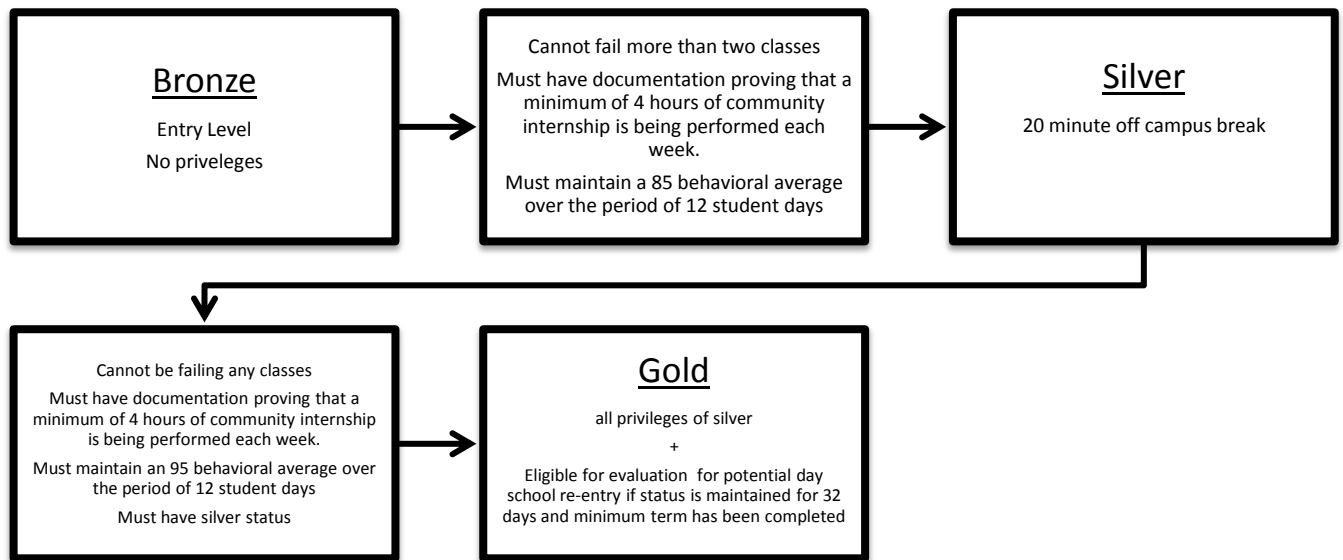 Bronze
Entry Level
No priveleges
Cannot fail more than two classes
Must have documentation proving that a
minimum of 4 hours of community
internship is being performed each
week.
Must maintain a 85 behavioral average
over the period of 12 student days
Silver
20 minute off campus break
Cannot be failing any classes
Must have documentation proving that a
minimum of 4 hours of community internship
is being performed each week.
Must maintain an 95 behavioral average over
the period of 12 student days
Must have silver status
Gold
all privileges of silver
+
Eligible for evaluation for potential day
school re-entry if status is maintained for 32
days and minimum term has been completed